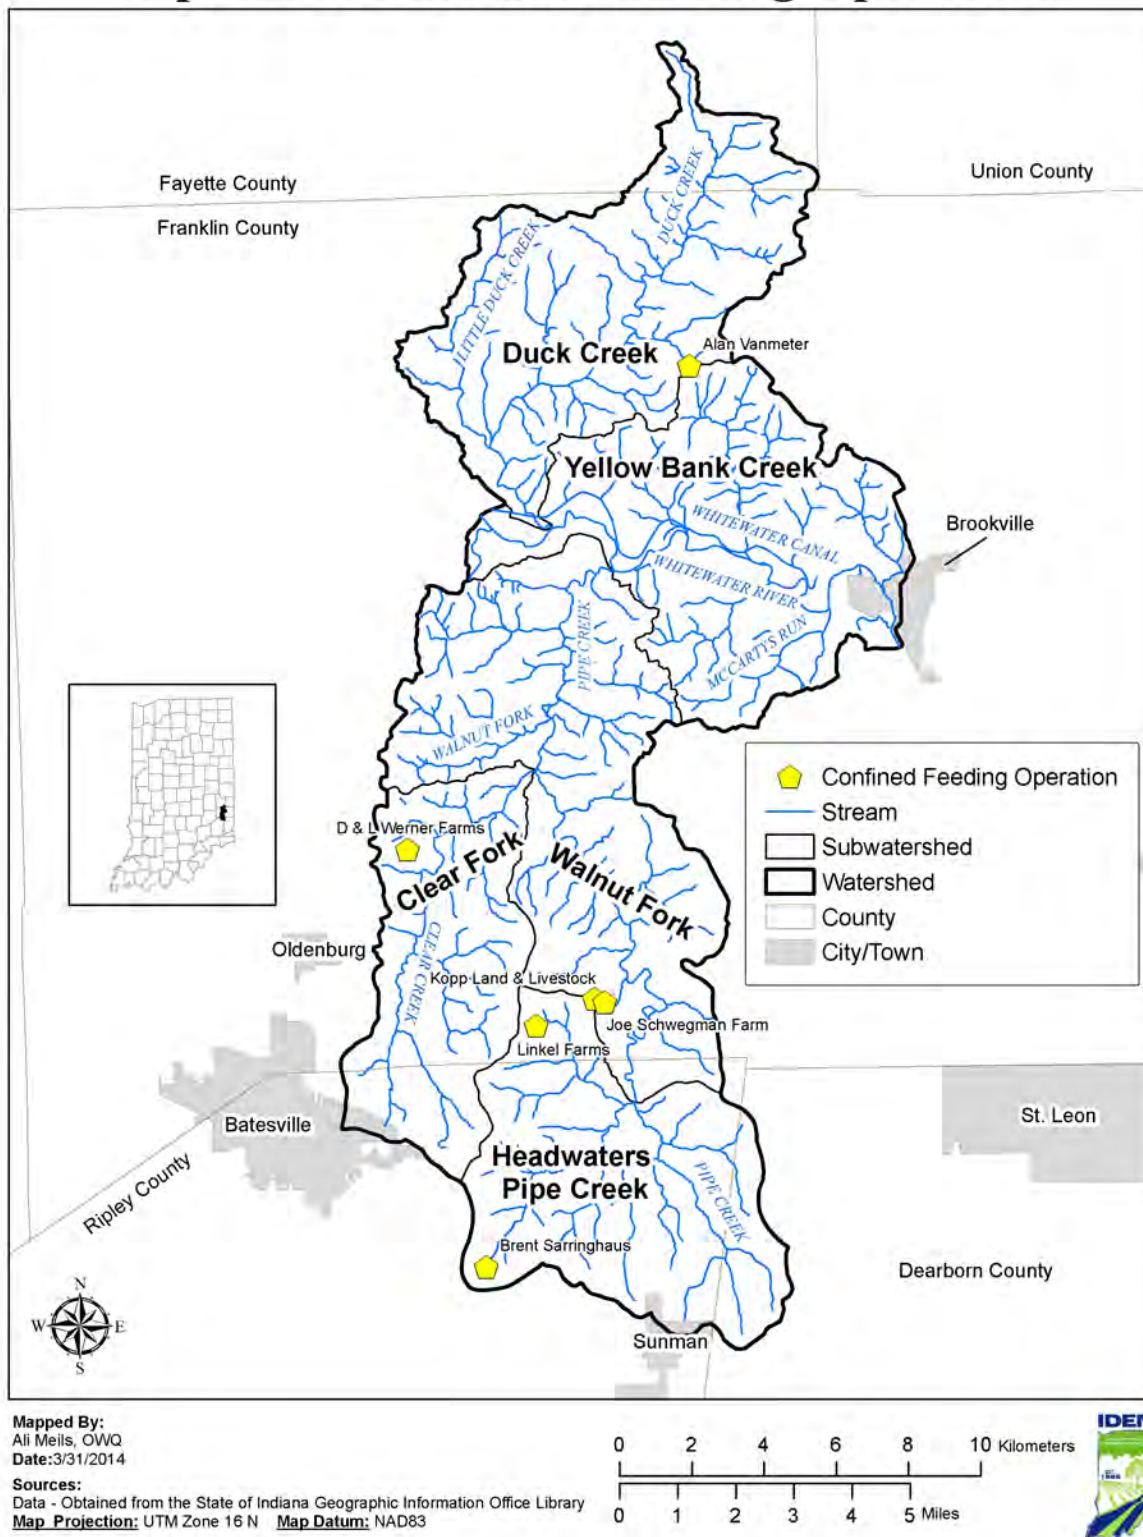 Fayette County
Union County
Franklin County
DUCK CREEK
LITTLE DUCK CREEK
Alan Vanmeter
Duck Creek
Yellow Bank Creek
WHITEWATER CANAL
Brookville
WHITEWATER RIVER
PIPE CREEK
MCCARTYS RUN
WALNUT FORK
Confined Feeding Operation
Stream
Subwatershed
Watershed
County
City/Town
D & L Werner Farms
Clear Fork
Walnut Fork
CLEAR CREEK
Oldenburg
Kopp Land & Livestock
Joe Schwegman Farm
Linkel Farms
Batesville
St. Leon
Headwaters
Pipe Creek
PIPE CREEK
Ripley County
Brent Sarringhaus
Dearborn County
N
W E
S
Sunman
Mapped By:
Ali Meils, OWQ
Date:3/31/2014
Sources:
Data - Obtained from the State of Indiana Geographic Information Office Library
Map Projection: UTM Zone 16 N Map Datum: NAD83
0 2 4 6 8 10 Kilometers
0 1 2 3 4 5 Miles